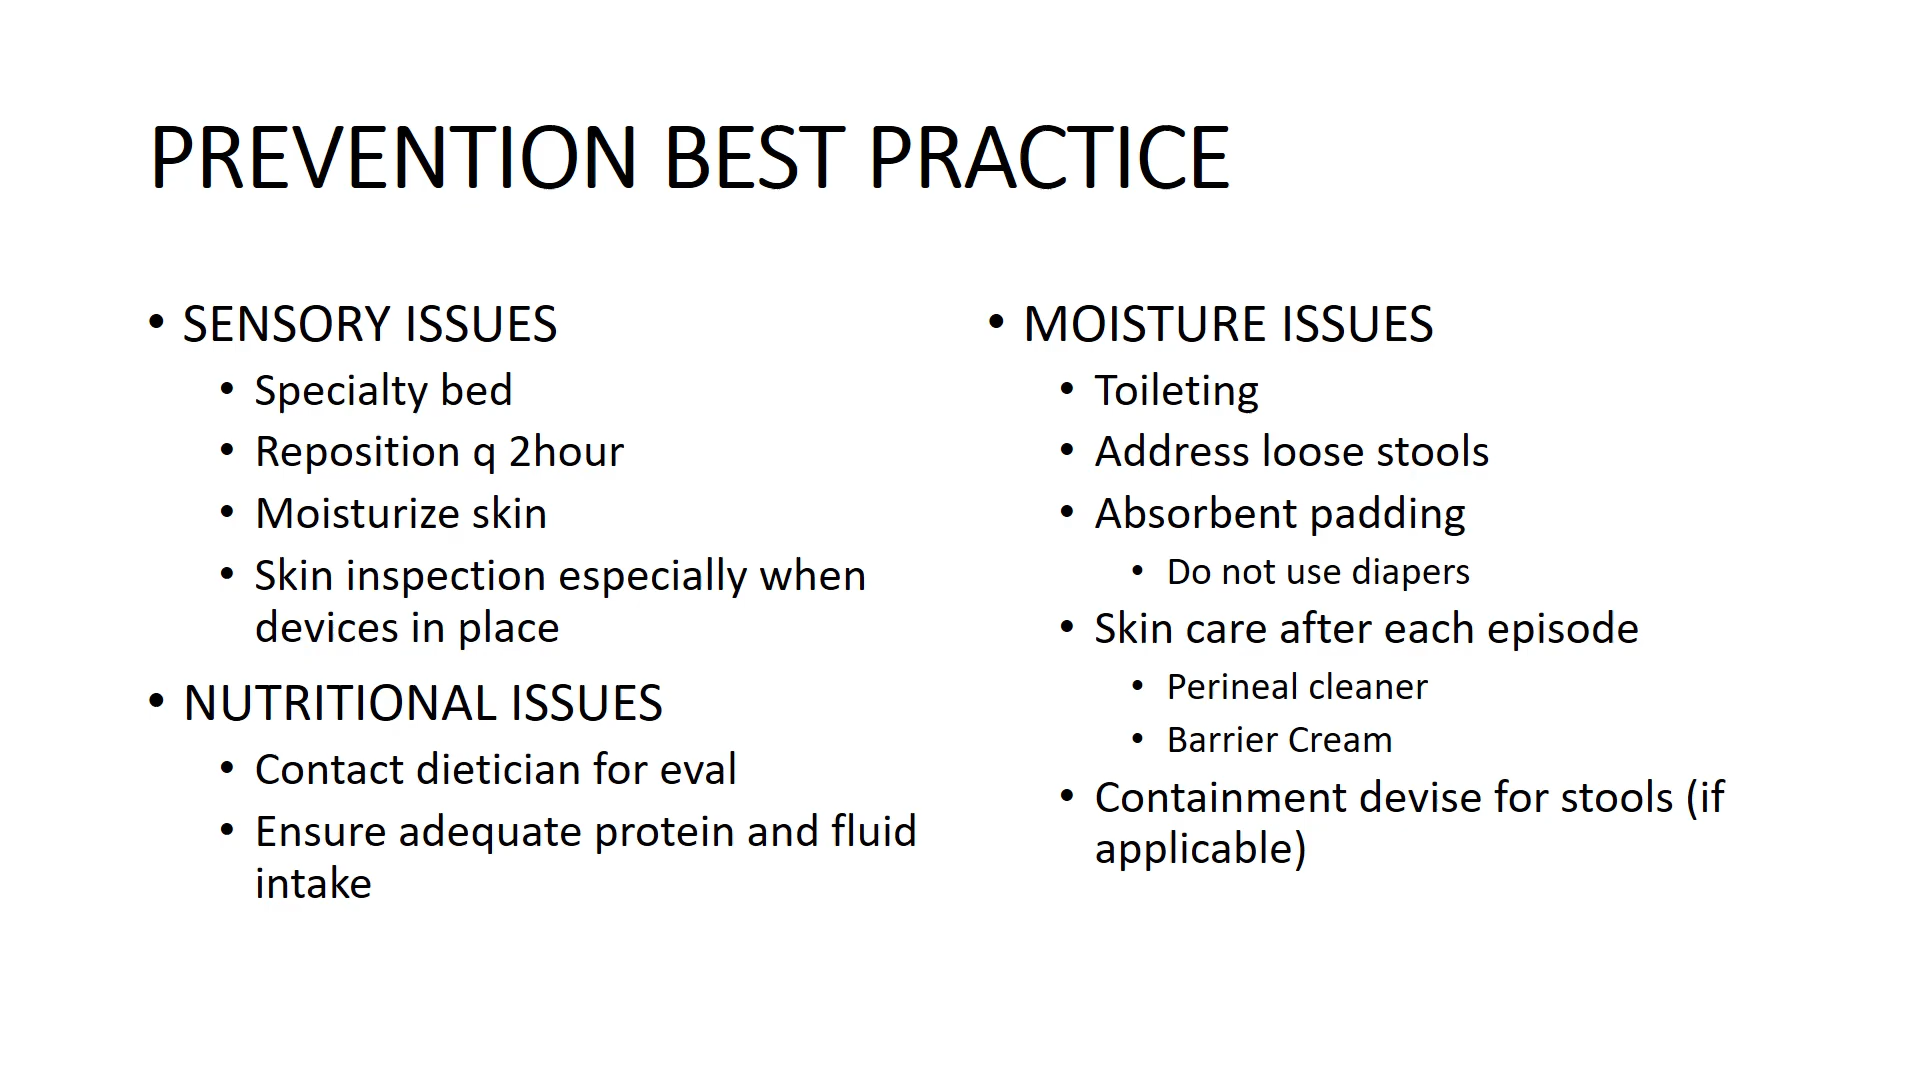 PREVENTION BEST PRACTICE
• SENSORY ISSUES
• Specialty bed
• Reposition q 2hour
• Moisturize skin
• Skin inspection especially when
devices in place
• NUTRITIONAL ISSUES
• Contact dietician for eval
• Ensure adequate protein and fluid
intake
• MOISTURE ISSUES
• Toileting
• Address loose stools
• Absorbent padding
• Do not use diapers
• Skin care after each episode
• Perineal cleaner
• Barrier Cream
• Containment devise for stools (if
applicable)